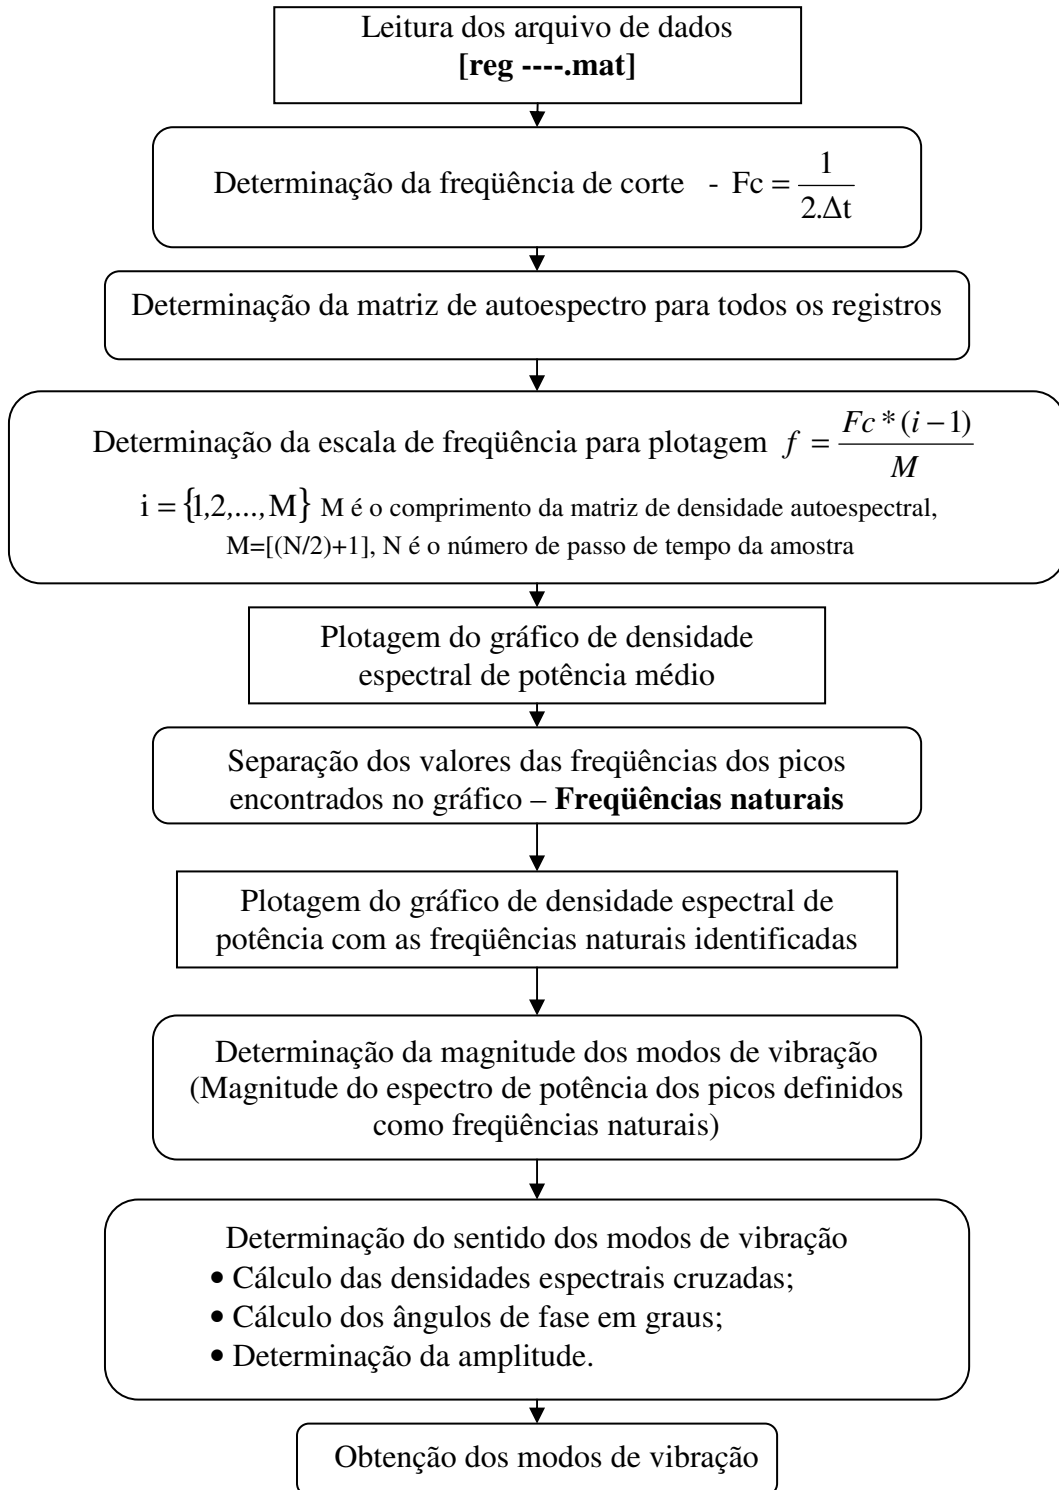 Leitura dos arquivo de dados
[reg ----.mat]
Determinação da freqüência de corte - Fc = 1/2.Δt
Determinação da matriz de autoespectro para todos os registros
Determinação da escala de freqüência para plotagem f = Fc * (i − 1)/M
i = {1,2,..., M} M é o comprimento da matriz de densidade autoespectral,
M=[(N/2)+1], N é o número de passo de tempo da amostra
Plotagem do gráfico de densidade
espectral de potência médio
Separação dos valores das freqüências dos picos
encontrados no gráfico – Freqüências naturais
Plotagem do gráfico de densidade espectral de
potência com as freqüências naturais identificadas
Determinação da magnitude dos modos de vibração
(Magnitude do espectro de potência dos picos definidos
como freqüências naturais)
Determinação do sentido dos modos de vibração
• Cálculo das densidades espectrais cruzadas;
• Cálculo dos ângulos de fase em graus;
• Determinação da amplitude.
Obtenção dos modos de vibração